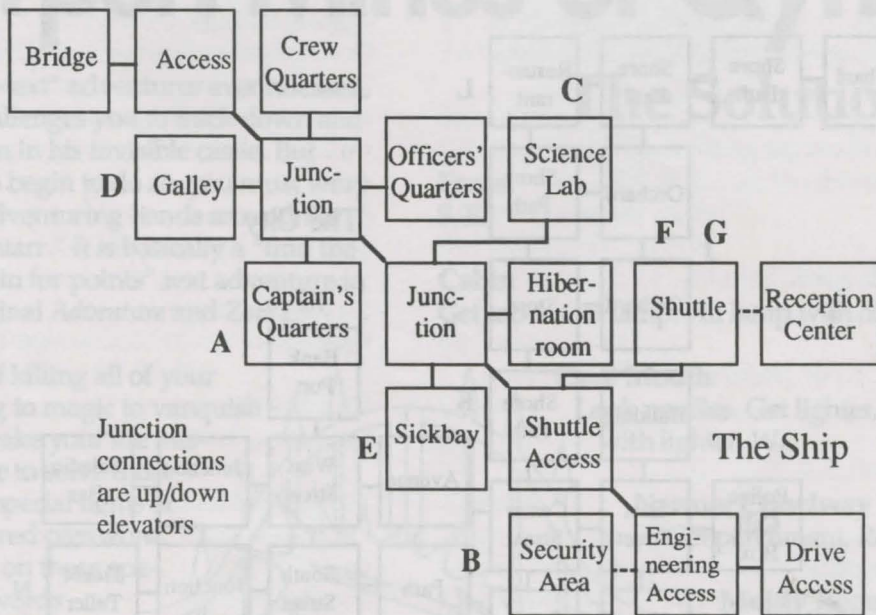 Bridge
Access
Crew
Quarters
D
Galley
Junc-
tion
Officers'
Quarters
C
Science
Lab
A
Captain's
Quarters
Junc-
tion
Hiber-
nation
room
F G
Shuttle
Reception
Center
Junction
connections
are up/down
elevators
E
Sickbay
Shuttle
Access
The Ship
B
Security
Area
Engi-
neering
Access
Drive
Access